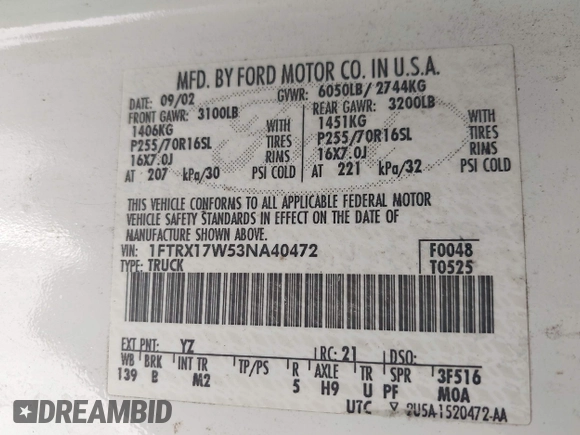 MFD. BY FORD MOTOR CO. IN U.S.A.
DATE: 09/02 GVWR: 6050LB/ 2744KG
FRONT GAWR: 3100LB REAR GAWR: 3200LB
1406KG WITH 1451KG WITH
P255/70R16SL TIRES P255/70R16SL TIRES
16X7.0J RIMS 16X7.0J RIMS
AT 207 kPa/30 PSI COLD AT 221 kPa/32 PSI COLD
THIS VEHICLE CONFORMS TO ALL APPLICABLE FEDERAL MOTOR
VEHICLE SAFETY STANDARDS IN EFFECT ON THE DATE OF
MANUFACTURE SHOWN ABOVE.
VIN: 1FTRX17W53NA40472 F0048
TYPE: TRUCK T0525
EXT PNT: YZ RC: 21 DSO:
WB BRK INT TR TP/PS R AXLE TR SPR 3F516
139 B M2 5 H9 U PF M0A
UTC 2U5A-1520472-AA
DREAMBID
dreambidcars.com